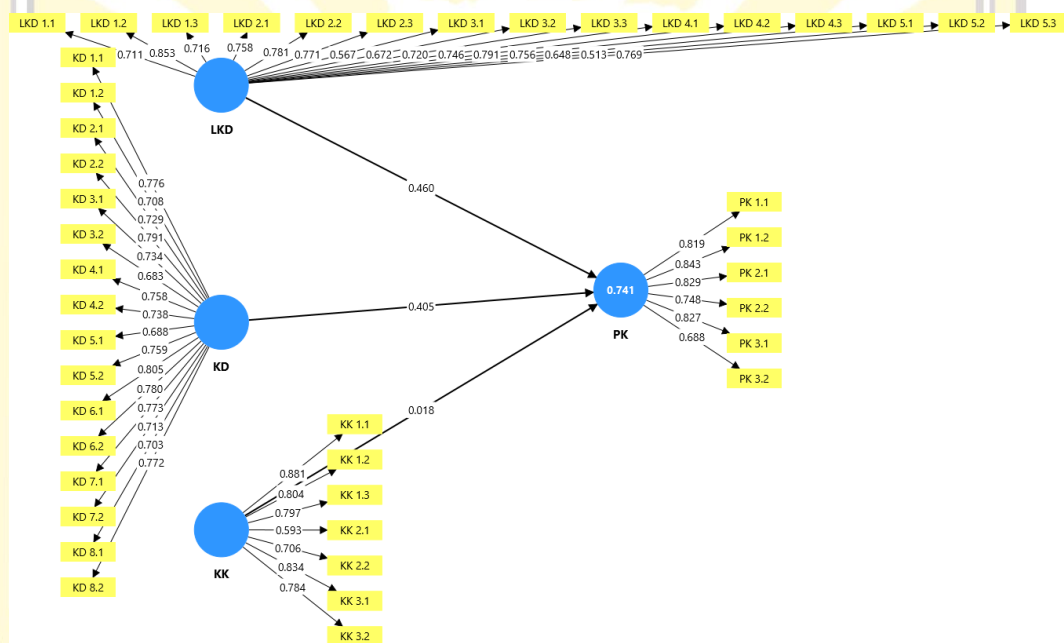 LKD 1.1 LKD 1.2 LKD 1.3 LKD 2.1 LKD 2.2 LKD 2.3 LKD 3.1 LKD 3.2 LKD 3.3 LKD 4.1 LKD 4.2 LKD 4.3 LKD 5.1 LKD 5.2 LKD 5.3
0.711 0.853 0.716 0.758 0.781 0.771 0.567 0.672 0.720 0.746 0.791 0.756 0.648 0.513 0.769
LKD
KD 1.1
KD 1.2
KD 2.1
KD 2.2
KD 3.1
KD 3.2
KD 4.1
KD 4.2
KD 5.1
KD 5.2
KD 6.1
KD 6.2
KD 7.1
KD 7.2
KD 8.1
KD 8.2
0.776
0.708
0.729
0.791
0.734
0.683
0.758
0.738
0.688
0.759
0.805
0.780
0.773
0.713
0.703
0.772
KD
0.460
0.405
0.018
KK 1.1
KK 1.2
KK 1.3
KK 2.1
KK 2.2
KK 3.1
KK 3.2
0.881
0.804
0.797
0.593
0.706
0.834
0.784
KK
0.741
PK
0.819
0.843
0.829
0.748
0.827
0.688
PK 1.1
PK 1.2
PK 2.1
PK 2.2
PK 3.1
PK 3.2